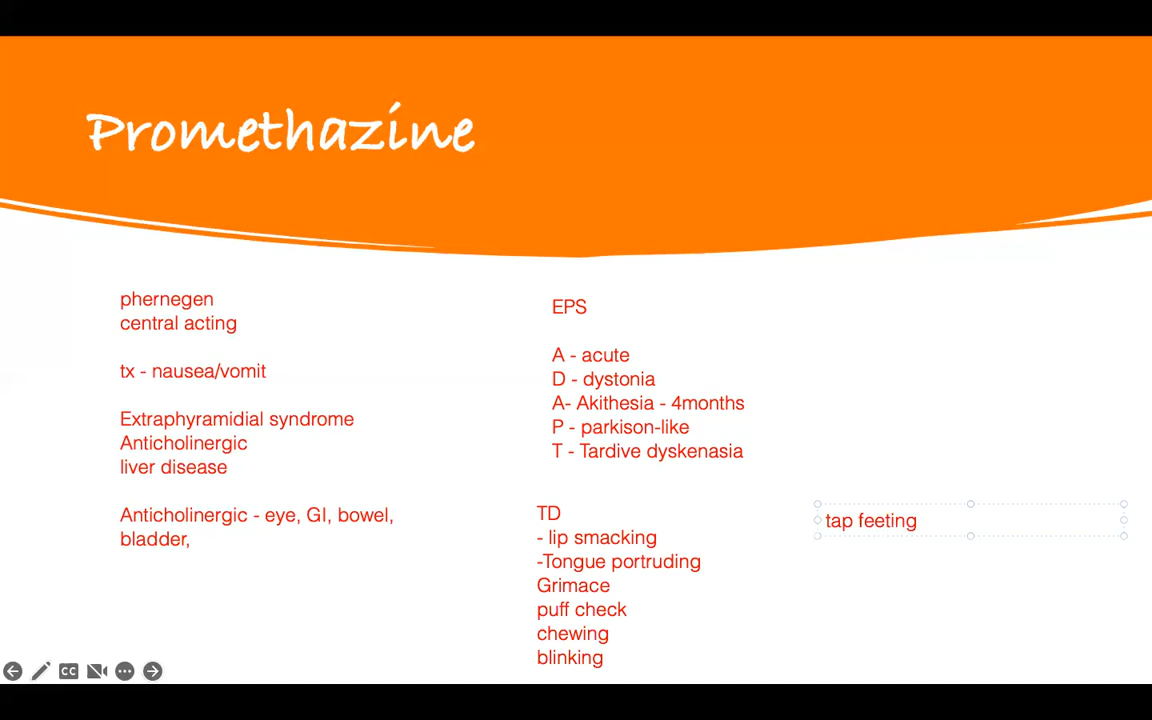 Promethazine
phernegen
central acting
tx - nausea/vomit
Extraphyramidial syndrome
Anticholinergic
liver disease
Anticholinergic - eye, GI, bowel,
bladder,
EPS
A - acute
D - dystonia
A- Akithesia - 4months
P - parkison-like
T - Tardive dyskenasia
TD
- lip smacking
-Tongue portruding
Grimace
puff check
chewing
blinking
tap feeting
CC